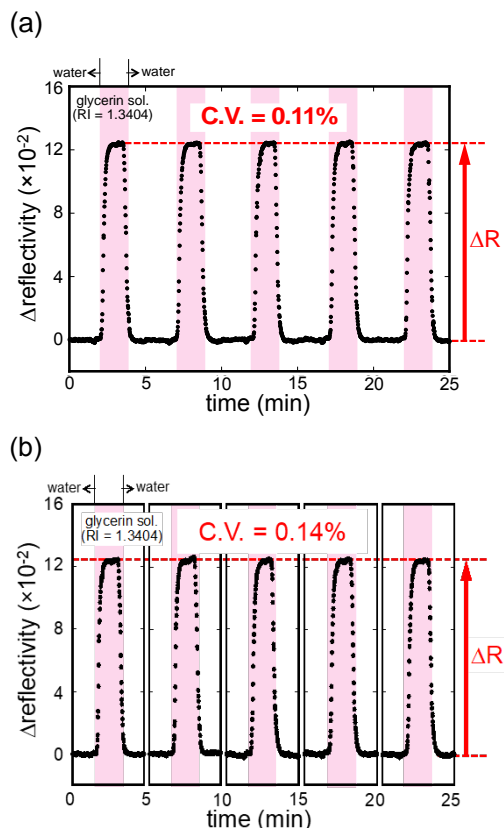 (a)
water water
glycerin sol.
(RI = 1.3404)
C.V. = 0.11%
Δreflectivity (×10-2)
16
12
8
4
0
ΔR
0 5 10 15 20 25
time (min)
(b)
water water
glycerin sol.
(RI = 1.3404)
C.V. = 0.14%
Δreflectivity (×10-2)
16
12
8
4
0
ΔR
0 5 10 15 20 25
time (min)